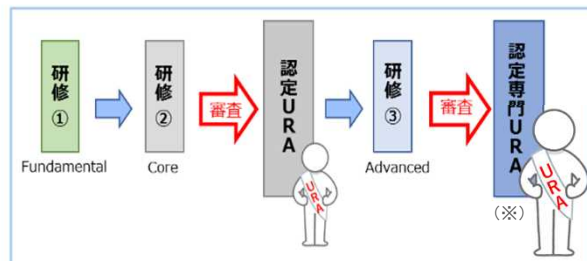 研修①
Fundamental
研修②
Core
審査
認定URA
URA
研修③
Advanced
審査
認定専門URA
(※)
URA